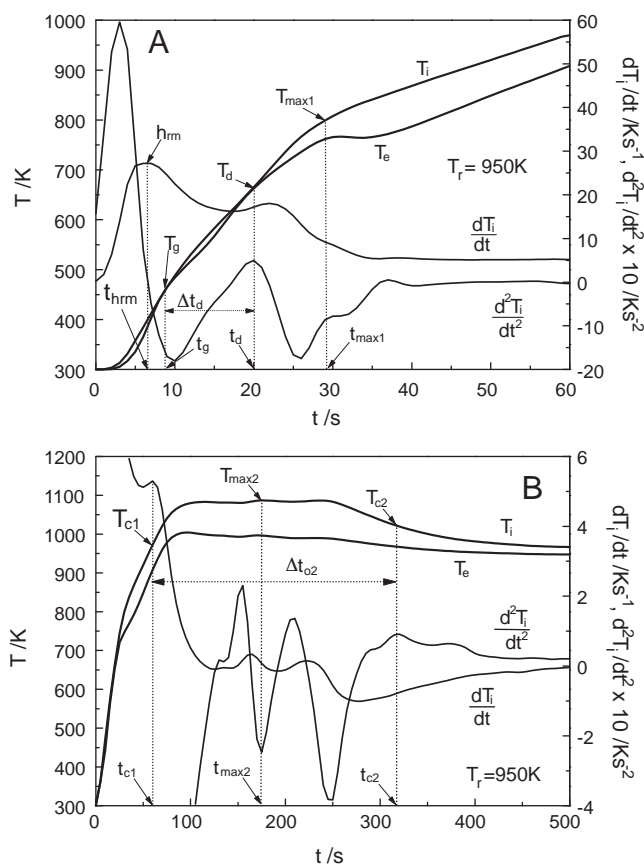 A
T /K
1000
900
800
700
600
500
400
300
0 10 20 30 40 50 60
t /s
60
50
40
30
20
10
0
-10
-20
dTi/dt /Ks-1, d2Ti/dt2 x 10 /Ks-2
hrm
Tg
Td
Tmax1
Ti
Te
Tr = 950K
dTi
dt
d2Ti
dt2
Δtd
thrm
tg
td
tmax1
B
T /K
1200
1100
1000
900
800
700
600
500
400
300
0 100 200 300 400 500
t /s
6
4
2
0
-2
-4
dTi/dt /Ks-1, d2Ti/dt2 x 10 /Ks-2
Tc1
Tmax2
Tc2
Ti
Te
Δto2
d2Ti
dt2
dTi
dt
tc1
tmax2
tc2
Tr =950K